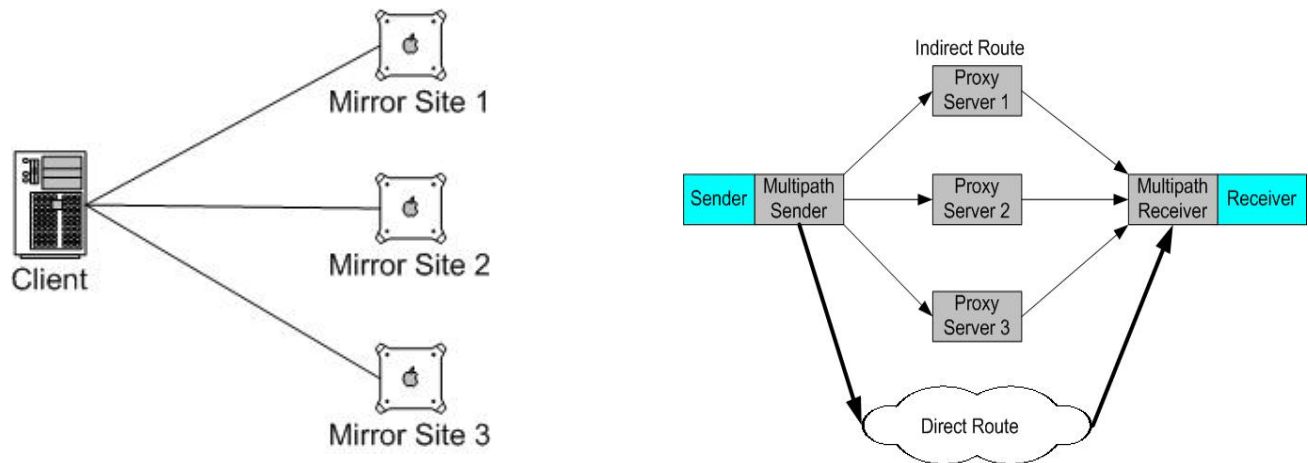 Mirror Site 1
Client
Mirror Site 2
Mirror Site 3
Indirect Route
Proxy
Server 1
Sender
Multipath
Sender
Proxy
Server 2
Multipath
Receiver
Receiver
Proxy
Server 3
Direct Route